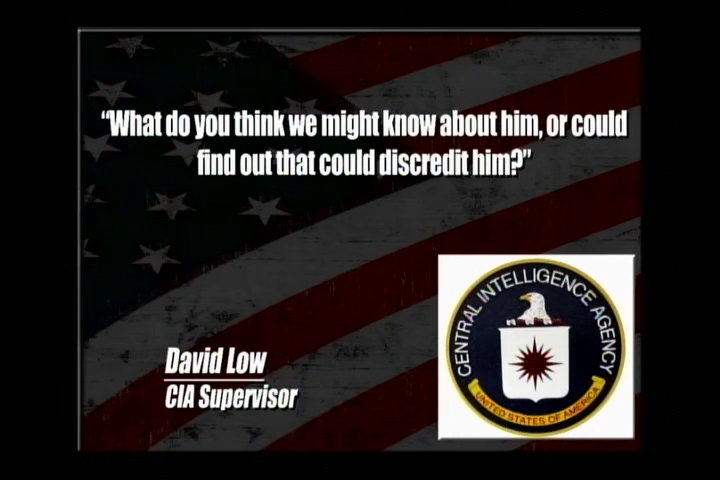 “What do you think we might know about him, or could
find out that could discredit him?”
David Low
CIA Supervisor
CENTRAL INTELLIGENCE AGENCY
UNITED STATES OF AMERICA